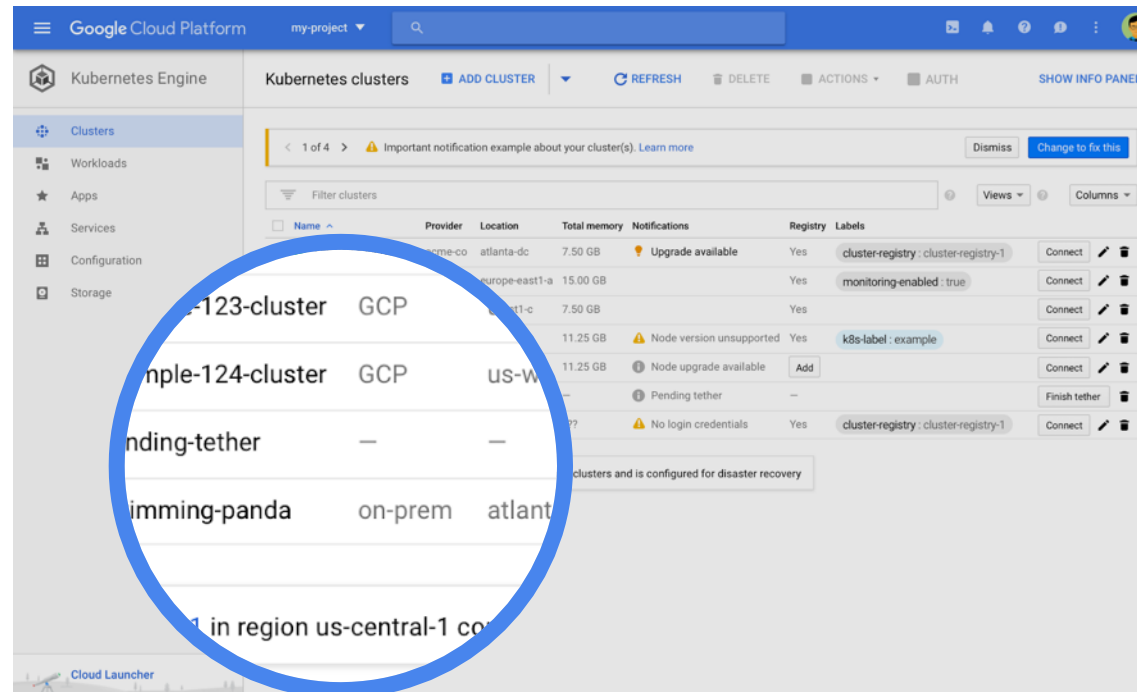 Google Cloud Platform my-project
Kubernetes Engine Kubernetes clusters ADD CLUSTER REFRESH DELETE ACTIONS AUTH SHOW INFO PANEL
Clusters
Workloads
Apps
Services
Configuration
Storage
1 of 4 Important notification example about your cluster(s). Learn more Dismiss Change to fix this
Filter clusters Views Columns
Name Provider Location Total memory Notifications Registry Labels
acme-co atlanta-dc 7.50 GB Upgrade available Yes cluster-registry : cluster-registry-1 Connect
europe-east1-a 15.00 GB Yes monitoring-enabled : true Connect
7.50 GB Yes Connect
11.25 GB Node version unsupported Yes k8s-label : example Connect
11.25 GB Node upgrade available Add Connect
– Pending tether – Finish tether
No login credentials Yes cluster-registry : cluster-registry-1 Connect
clusters and is configured for disaster recovery
-123-cluster GCP
mple-124-cluster GCP us-w
nding-tether – –
imming-panda on-prem atlant
1 in region us-central-1 co
Cloud Launcher